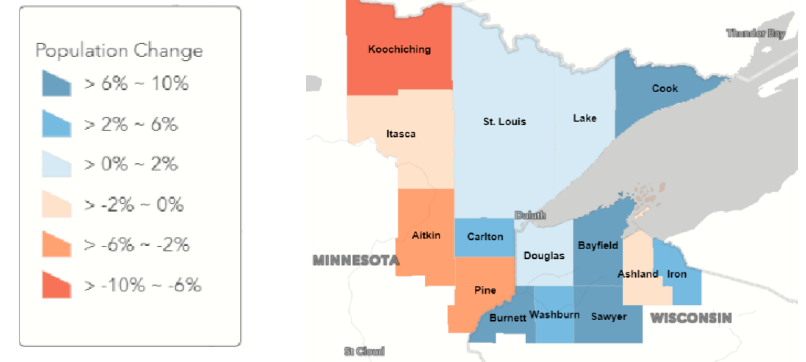 Population Change
> 6% ~ 10%
> 2% ~ 6%
> 0% ~ 2%
> -2% ~ 0%
> -6% ~ -2%
> -10% ~ -6%
Thunder Bay
Koochiching
Cook
St. Louis
Lake
Itasca
Duluth
Aitkin
Carlton
Bayfield
Douglas
MINNESOTA
Ashland
Iron
Pine
Burnett
Washburn
Sawyer
WISCONSIN
St Cloud